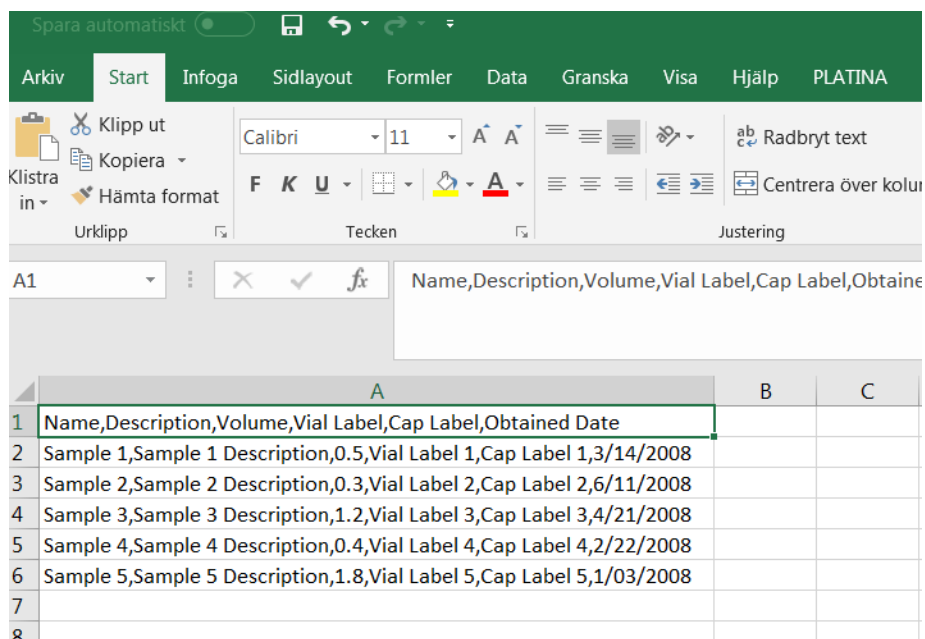 Spara automatiskt
Arkiv Start Infoga Sidlayout Formler Data Granska Visa Hjälp PLATINA
Klistra in
Klipp ut
Kopiera
Hämta format
Urklipp
Calibri 11 A A
F K U A
Tecken
ab c Radbryt text
Centrera över kolu
Justering
A1 fx Name,Description,Volume,Vial Label,Cap Label,Obtaine
A B C
1 Name,Description,Volume,Vial Label,Cap Label,Obtained Date
2 Sample 1,Sample 1 Description,0.5,Vial Label 1,Cap Label 1,3/14/2008
3 Sample 2,Sample 2 Description,0.3,Vial Label 2,Cap Label 2,6/11/2008
4 Sample 3,Sample 3 Description,1.2,Vial Label 3,Cap Label 3,4/21/2008
5 Sample 4,Sample 4 Description,0.4,Vial Label 4,Cap Label 4,2/22/2008
6 Sample 5,Sample 5 Description,1.8,Vial Label 5,Cap Label 5,1/03/2008
7
8